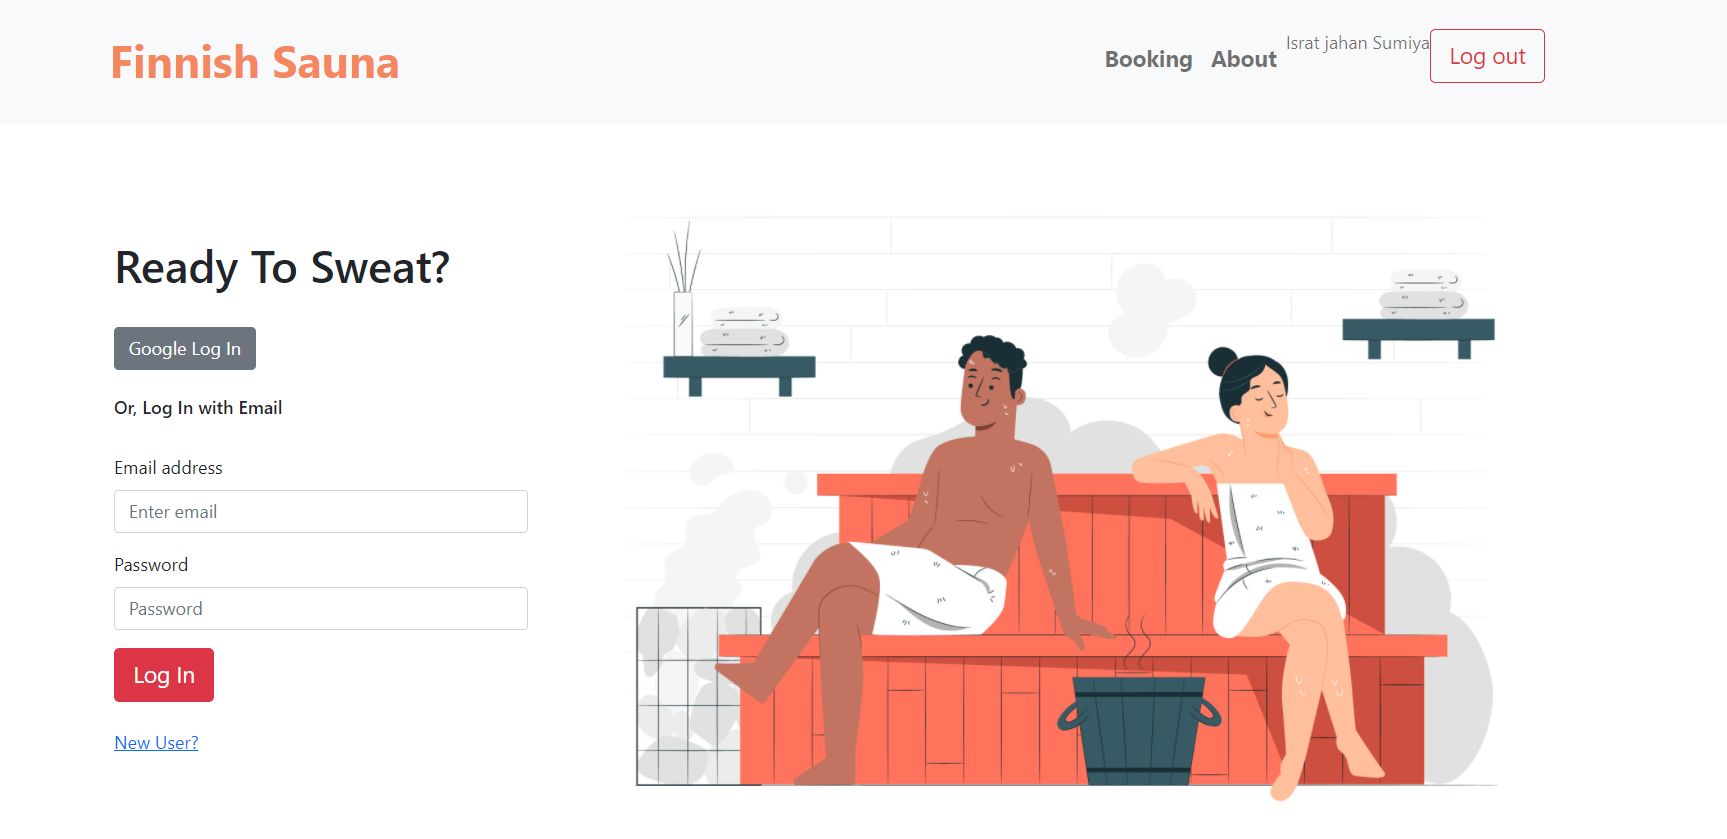 Finnish Sauna
Booking About Israt jahan Sumiya Log out
Ready To Sweat?
Google Log In
Or, Log In with Email
Email address
Enter email
Password
Password
Log In
New User?